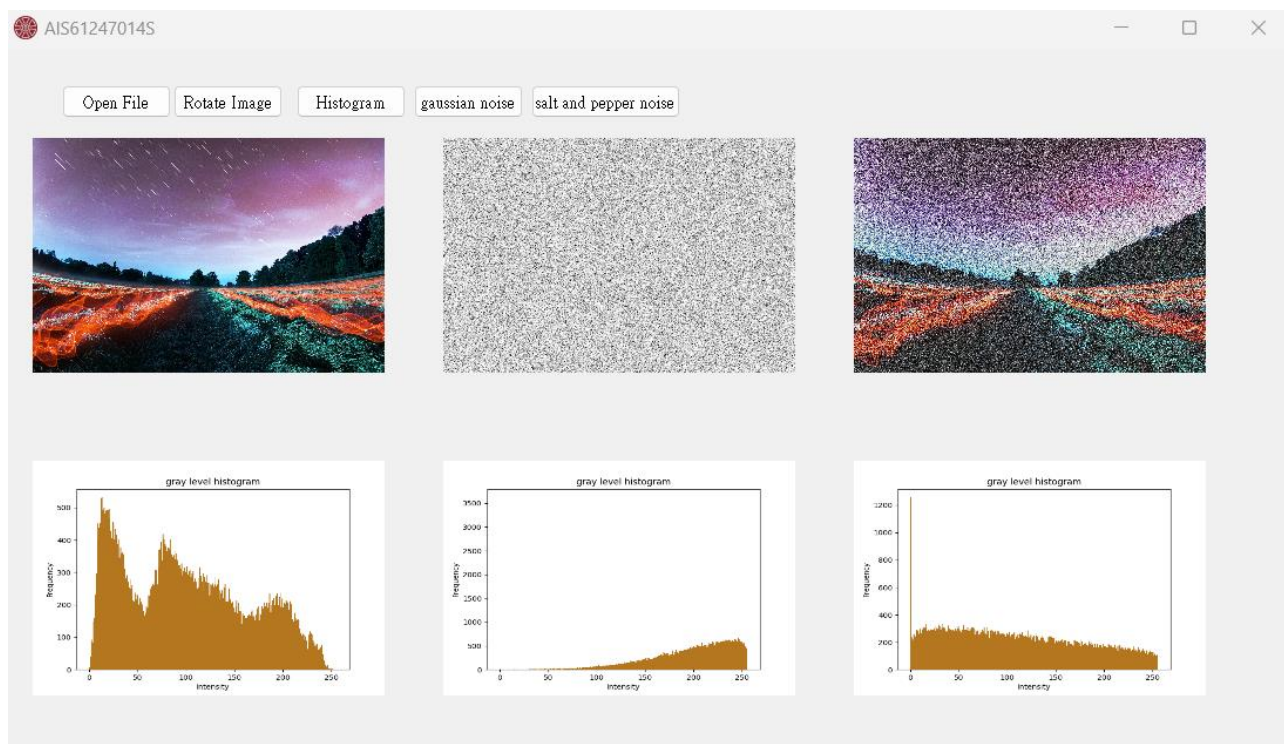 AIS61247014S
Open File Rotate Image Histogram gaussian noise salt and pepper noise
gray level histogram
500
400
300
200
100
0
frequency
0 50 100 150 200 250
intensity
gray level histogram
3500
3000
2500
2000
1500
1000
500
0
frequency
0 50 100 150 200 250
intensity
gray level histogram
1200
1000
800
600
400
200
0
frequency
0 50 100 150 200 250
intensity